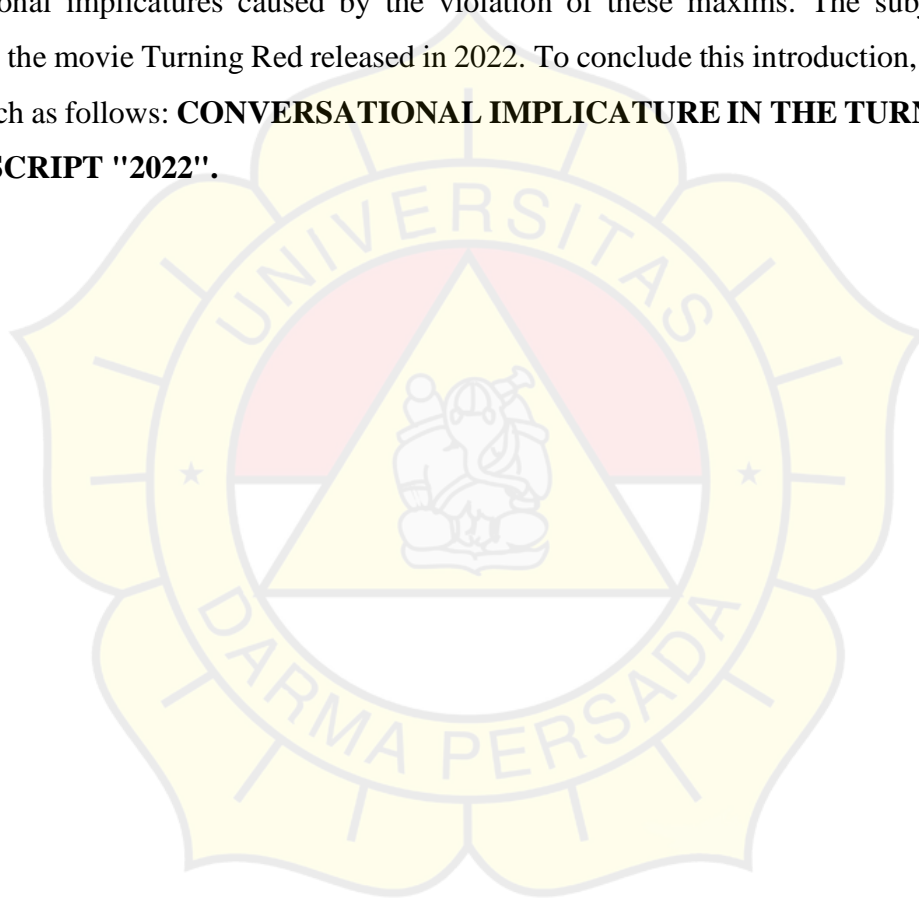 onal implicatures caused by the violation of these maxims. The sub
the movie Turning Red released in 2022. To conclude this introduction,
ch as follows: CONVERSATIONAL IMPLICATURE IN THE TURN
SCRIPT "2022".
UNIVERSITAS
DARMA PERSADA